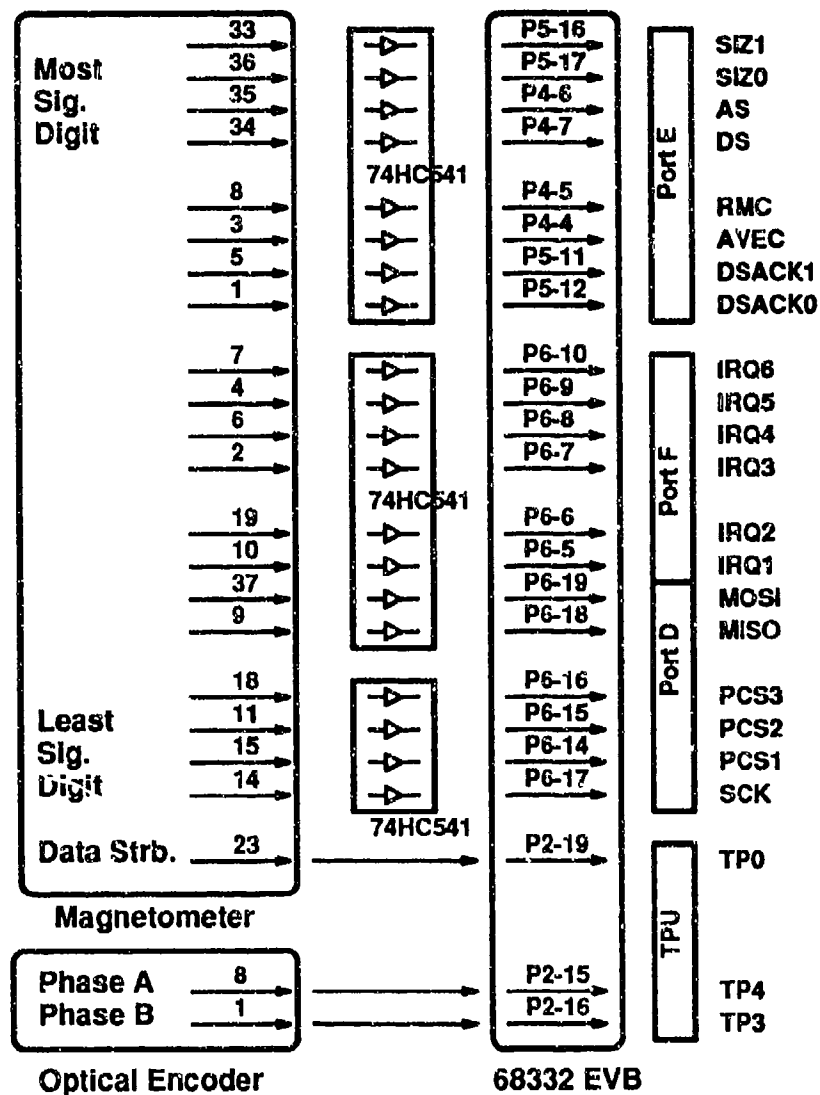 33 P5-16 SIZ1
Most 36 P5-17 SIZ0
Sig. 35 P4-6 AS
Digit 34 P4-7 DS
74HC541
Port E
8 P4-5 RMC
3 P4-4 AVEC
5 P5-11 DSACK1
1 P5-12 DSACK0
7 P6-10 IRQ6
4 P6-9 IRQ5
6 P6-8 IRQ4
2 P6-7 IRQ3
74HC541
Port F
19 P6-6 IRQ2
10 P6-5 IRQ1
37 P6-19 MOSI
9 P6-18 MISO
Port D
18 P6-16 PCS3
Least 11 P6-15 PCS2
Sig. 15 P6-14 PCS1
Digit 14 P6-17 SCK
74HC541
Data Strb. 23 P2-19 TP0
Magnetometer
TPU
Phase A 8 P2-15 TP4
Phase B 1 P2-16 TP3
Optical Encoder 68332 EVB